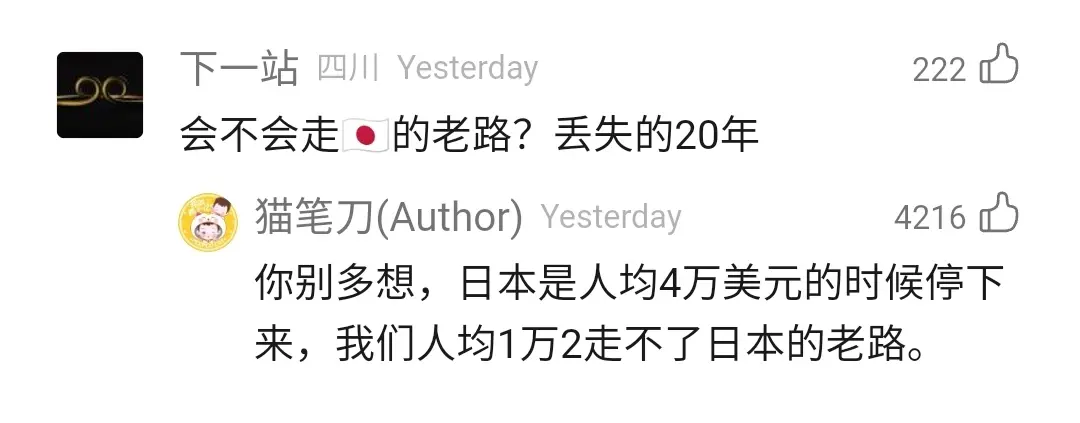 下一站 四川 Yesterday 222
会不会走🇯🇵的老路？丢失的20年
猫笔刀(Author) Yesterday 4216
你别多想，日本是人均4万美元的时候停下
来，我们人均1万2走不了日本的老路。